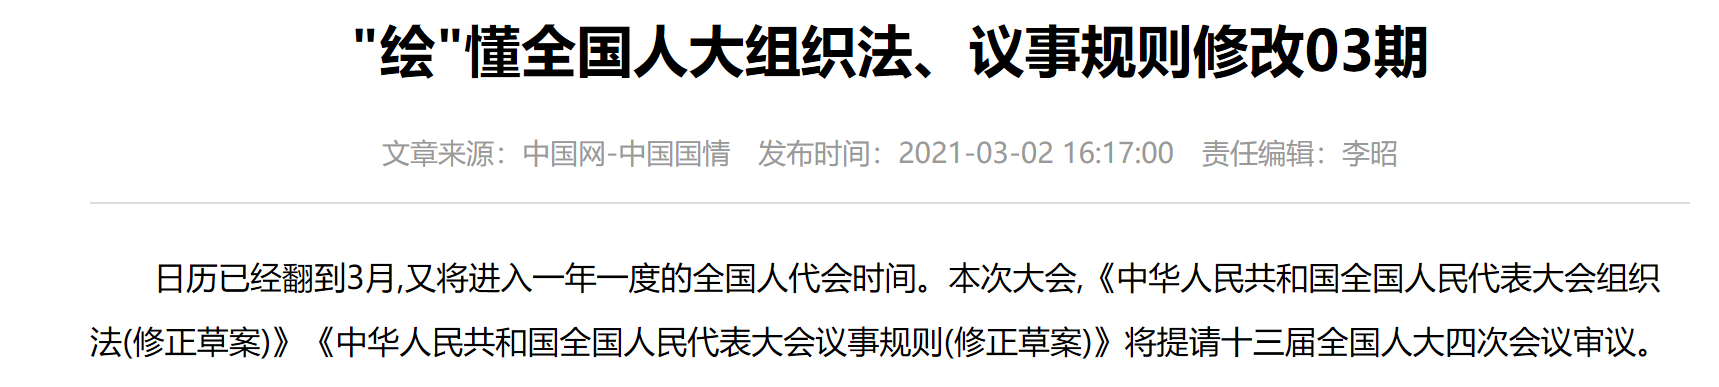 "绘"懂全国人大组织法、议事规则修改03期
文章来源：中国网-中国国情 发布时间：2021-03-02 16:17:00 责任编辑：李昭
日历已经翻到3月,又将进入一年一度的全国人代会时间。本次大会,《中华人民共和国全国人民代表大会组织
法(修正草案)》《中华人民共和国全国人民代表大会议事规则(修正草案)》将提请十三届全国人大四次会议审议。